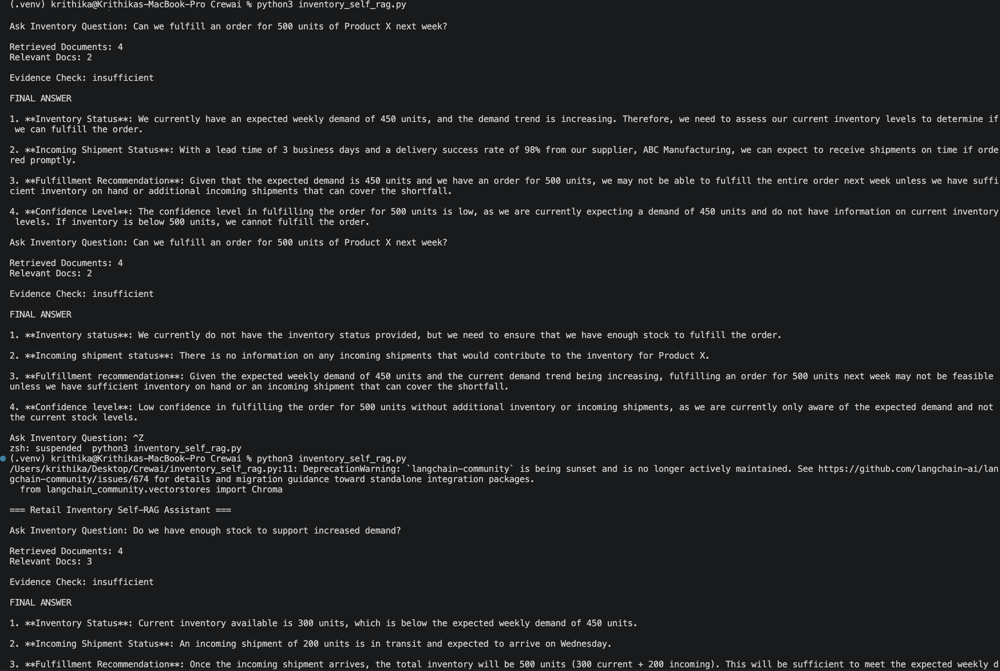 (.venv) krithika@Krithikas-MacBook-Pro Crewai % python3 inventory_self_rag.py
Ask Inventory Question: Can we fulfill an order for 500 units of Product X next week?
Retrieved Documents: 4
Relevant Docs: 2
Evidence Check: insufficient
FINAL ANSWER
1. **Inventory Status**: We currently have an expected weekly demand of 450 units, and the demand trend is increasing. Therefore, we need to assess our current inventory levels to determine if
we can fulfill the order.
2. **Incoming Shipment Status**: With a lead time of 3 business days and a delivery success rate of 98% from our supplier, ABC Manufacturing, we can expect to receive shipments on time if orde
red promptly.
3. **Fulfillment Recommendation**: Given that the expected demand is 450 units and we have an order for 500 units, we may not be able to fulfill the entire order next week unless we have suffi
cient inventory on hand or additional incoming shipments that can cover the shortfall.
4. **Confidence Level**: The confidence level in fulfilling the order for 500 units is low, as we are currently expecting a demand of 450 units and do not have information on current inventory
levels. If inventory is below 500 units, we cannot fulfill the order.
Ask Inventory Question: Can we fulfill an order for 500 units of Product X next week?
Retrieved Documents: 4
Relevant Docs: 2
Evidence Check: insufficient
FINAL ANSWER
1. **Inventory status**: We currently do not have the inventory status provided, but we need to ensure that we have enough stock to fulfill the order.
2. **Incoming shipment status**: There is no information on any incoming shipments that would contribute to the inventory for Product X.
3. **Fulfillment recommendation**: Given the expected weekly demand of 450 units and the current demand trend being increasing, fulfilling an order for 500 units next week may not be feasible
unless we have sufficient inventory on hand or an incoming shipment that can cover the shortfall.
4. **Confidence level**: Low confidence in fulfilling the order for 500 units without additional inventory or incoming shipments, as we are currently only aware of the expected demand and not
the current stock levels.
Ask Inventory Question: ^Z
zsh: suspended  python3 inventory_self_rag.py
(.venv) krithika@Krithikas-MacBook-Pro Crewai % python3 inventory_self_rag.py
/Users/krithika/Desktop/Crewai/inventory_self_rag.py:11: DeprecationWarning: `langchain-community` is being sunset and is no longer actively maintained. See https://github.com/langchain-ai/lan
gchain-community/issues/674 for details and migration guidance toward standalone integration packages.
from langchain_community.vectorstores import Chroma
=== Retail Inventory Self-RAG Assistant ===
Ask Inventory Question: Do we have enough stock to support increased demand?
Retrieved Documents: 4
Relevant Docs: 3
Evidence Check: insufficient
FINAL ANSWER
1. **Inventory Status**: Current inventory available is 300 units, which is below the expected weekly demand of 450 units.
2. **Incoming Shipment Status**: An incoming shipment of 200 units is in transit and expected to arrive on Wednesday.
3. **Fulfillment Recommendation**: Once the incoming shipment arrives, the total inventory will be 500 units (300 current + 200 incoming). This will be sufficient to meet the expected weekly d